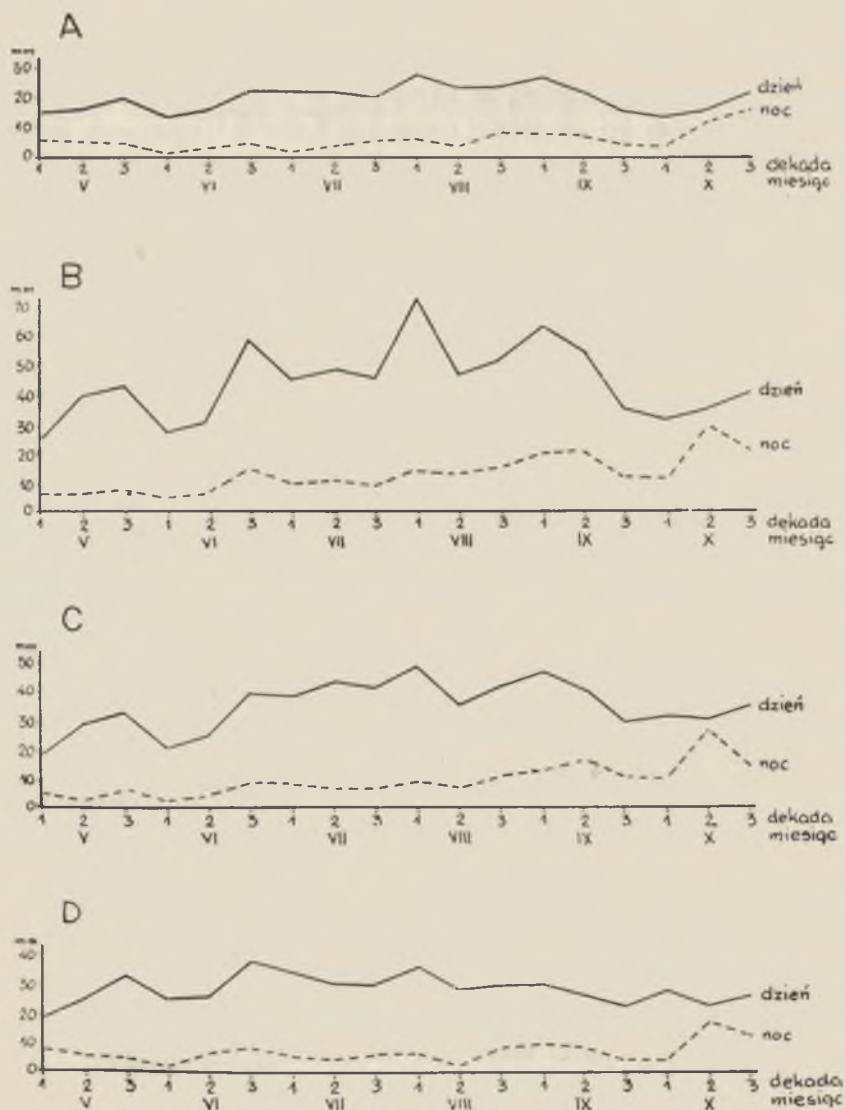 A
mm
30
dzień
20
noc
10
0
1 2 3 1 2 3 1 2 3 1 2 3 1 2 3 1 2 3 dekada
V VI VII VIII IX X miesiąc
B
mm
70
60
50
40
dzień
30
noc
20
10
0
1 2 3 1 2 3 1 2 3 1 2 3 1 2 3 1 2 3 dekada
V VI VII VIII IX X miesiąc
C
mm
50
40
dzień
30
20
noc
10
0
1 2 3 1 2 3 1 2 3 1 2 3 1 2 3 1 2 3 dekada
V VI VII VIII IX X miesiąc
D
mm
40
30
dzień
20
noc
10
0
1 2 3 1 2 3 1 2 3 1 2 3 1 2 3 1 2 3 dekada
V VI VII VIII IX X miesiąc